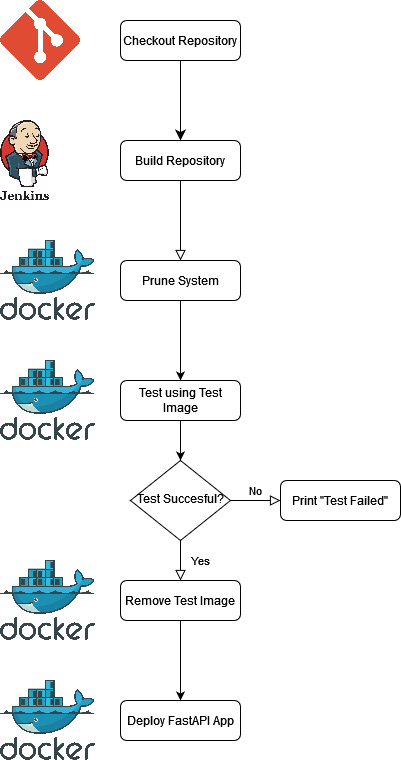 Checkout Repository
Jenkins
Build Repository
docker
Prune System
docker
Test using Test
Image
Test Succesful?
No
Print "Test Failed"
Yes
docker
Remove Test Image
docker
Deploy FastAPI App